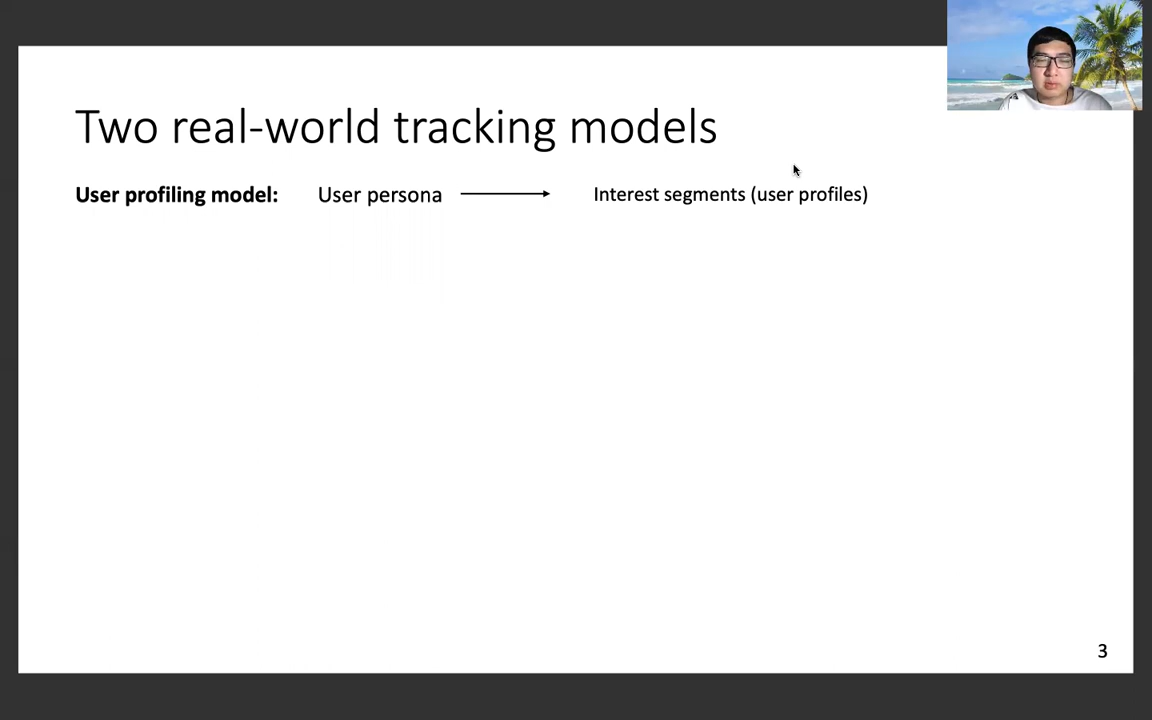 Two real-world tracking models
User profiling model: User persona Interest segments (user profiles)
3